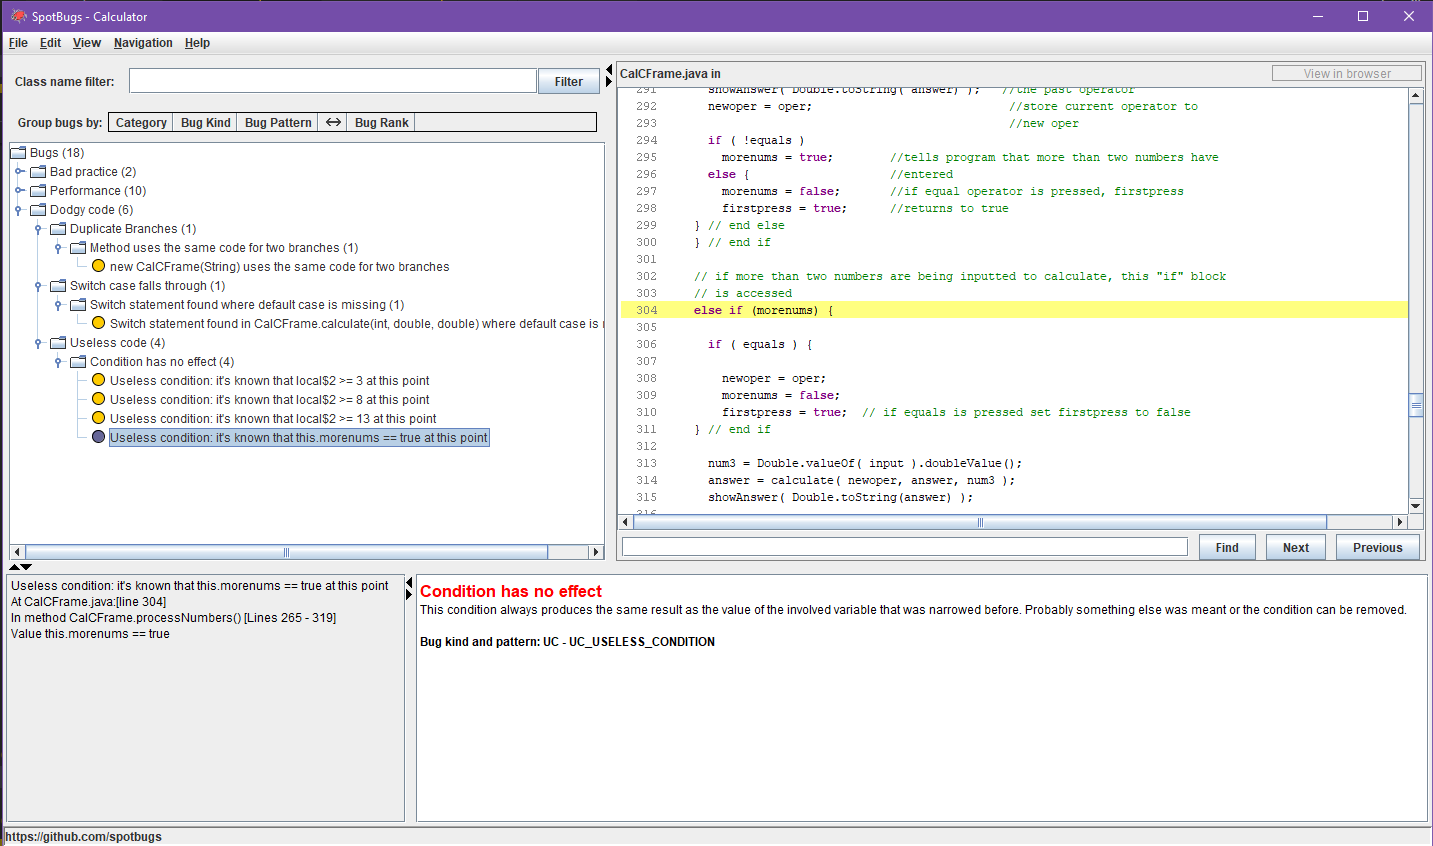 SpotBugs - Calculator
File Edit View Navigation Help
Class name filter:
Filter
Group bugs by: Category Bug Kind Bug Pattern ↔ Bug Rank
Bugs (18)
Bad practice (2)
Performance (10)
Dodgy code (6)
Duplicate Branches (1)
Method uses the same code for two branches (1)
new CalCFrame(String) uses the same code for two branches
Switch case falls through (1)
Switch statement found where default case is missing (1)
Switch statement found in CalCFrame.calculate(int, double, double) where default case is
Useless code (4)
Condition has no effect (4)
Useless condition: it's known that local$2 >= 3 at this point
Useless condition: it's known that local$2 >= 8 at this point
Useless condition: it's known that local$2 >= 13 at this point
Useless condition: it's known that this.morenums == true at this point
CalCFrame.java in
View in browser
291 showAnswer( Double.toString( answer) ); //the past operator
292 newoper = oper; //store current operator to
293 //new oper
294 if ( !equals )
295 morenums = true; //tells program that more than two numbers have
296 else { //entered
297 morenums = false; //if equal operator is pressed, firstpress
298 firstpress = true; //returns to true
299 } // end else
300 } // end if
301
302 // if more than two numbers are being inputted to calculate, this "if" block
303 // is accessed
304 else if (morenums) {
305
306 if ( equals ) {
307
308 newoper = oper;
309 morenums = false;
310 firstpress = true; // if equals is pressed set firstpress to false
311 } // end if
312
313 num3 = Double.valueOf( input ).doubleValue();
314 answer = calculate( newoper, answer, num3 );
315 showAnswer( Double.toString(answer) );
316
Find Next Previous
Useless condition: it's known that this.morenums == true at this point
At CalCFrame.java:[line 304]
In method CalCFrame.processNumbers() [Lines 265 - 319]
Value this.morenums == true
Condition has no effect
This condition always produces the same result as the value of the involved variable that was narrowed before. Probably something else was meant or the condition can be removed.
Bug kind and pattern: UC - UC_USELESS_CONDITION
https://github.com/spotbugs